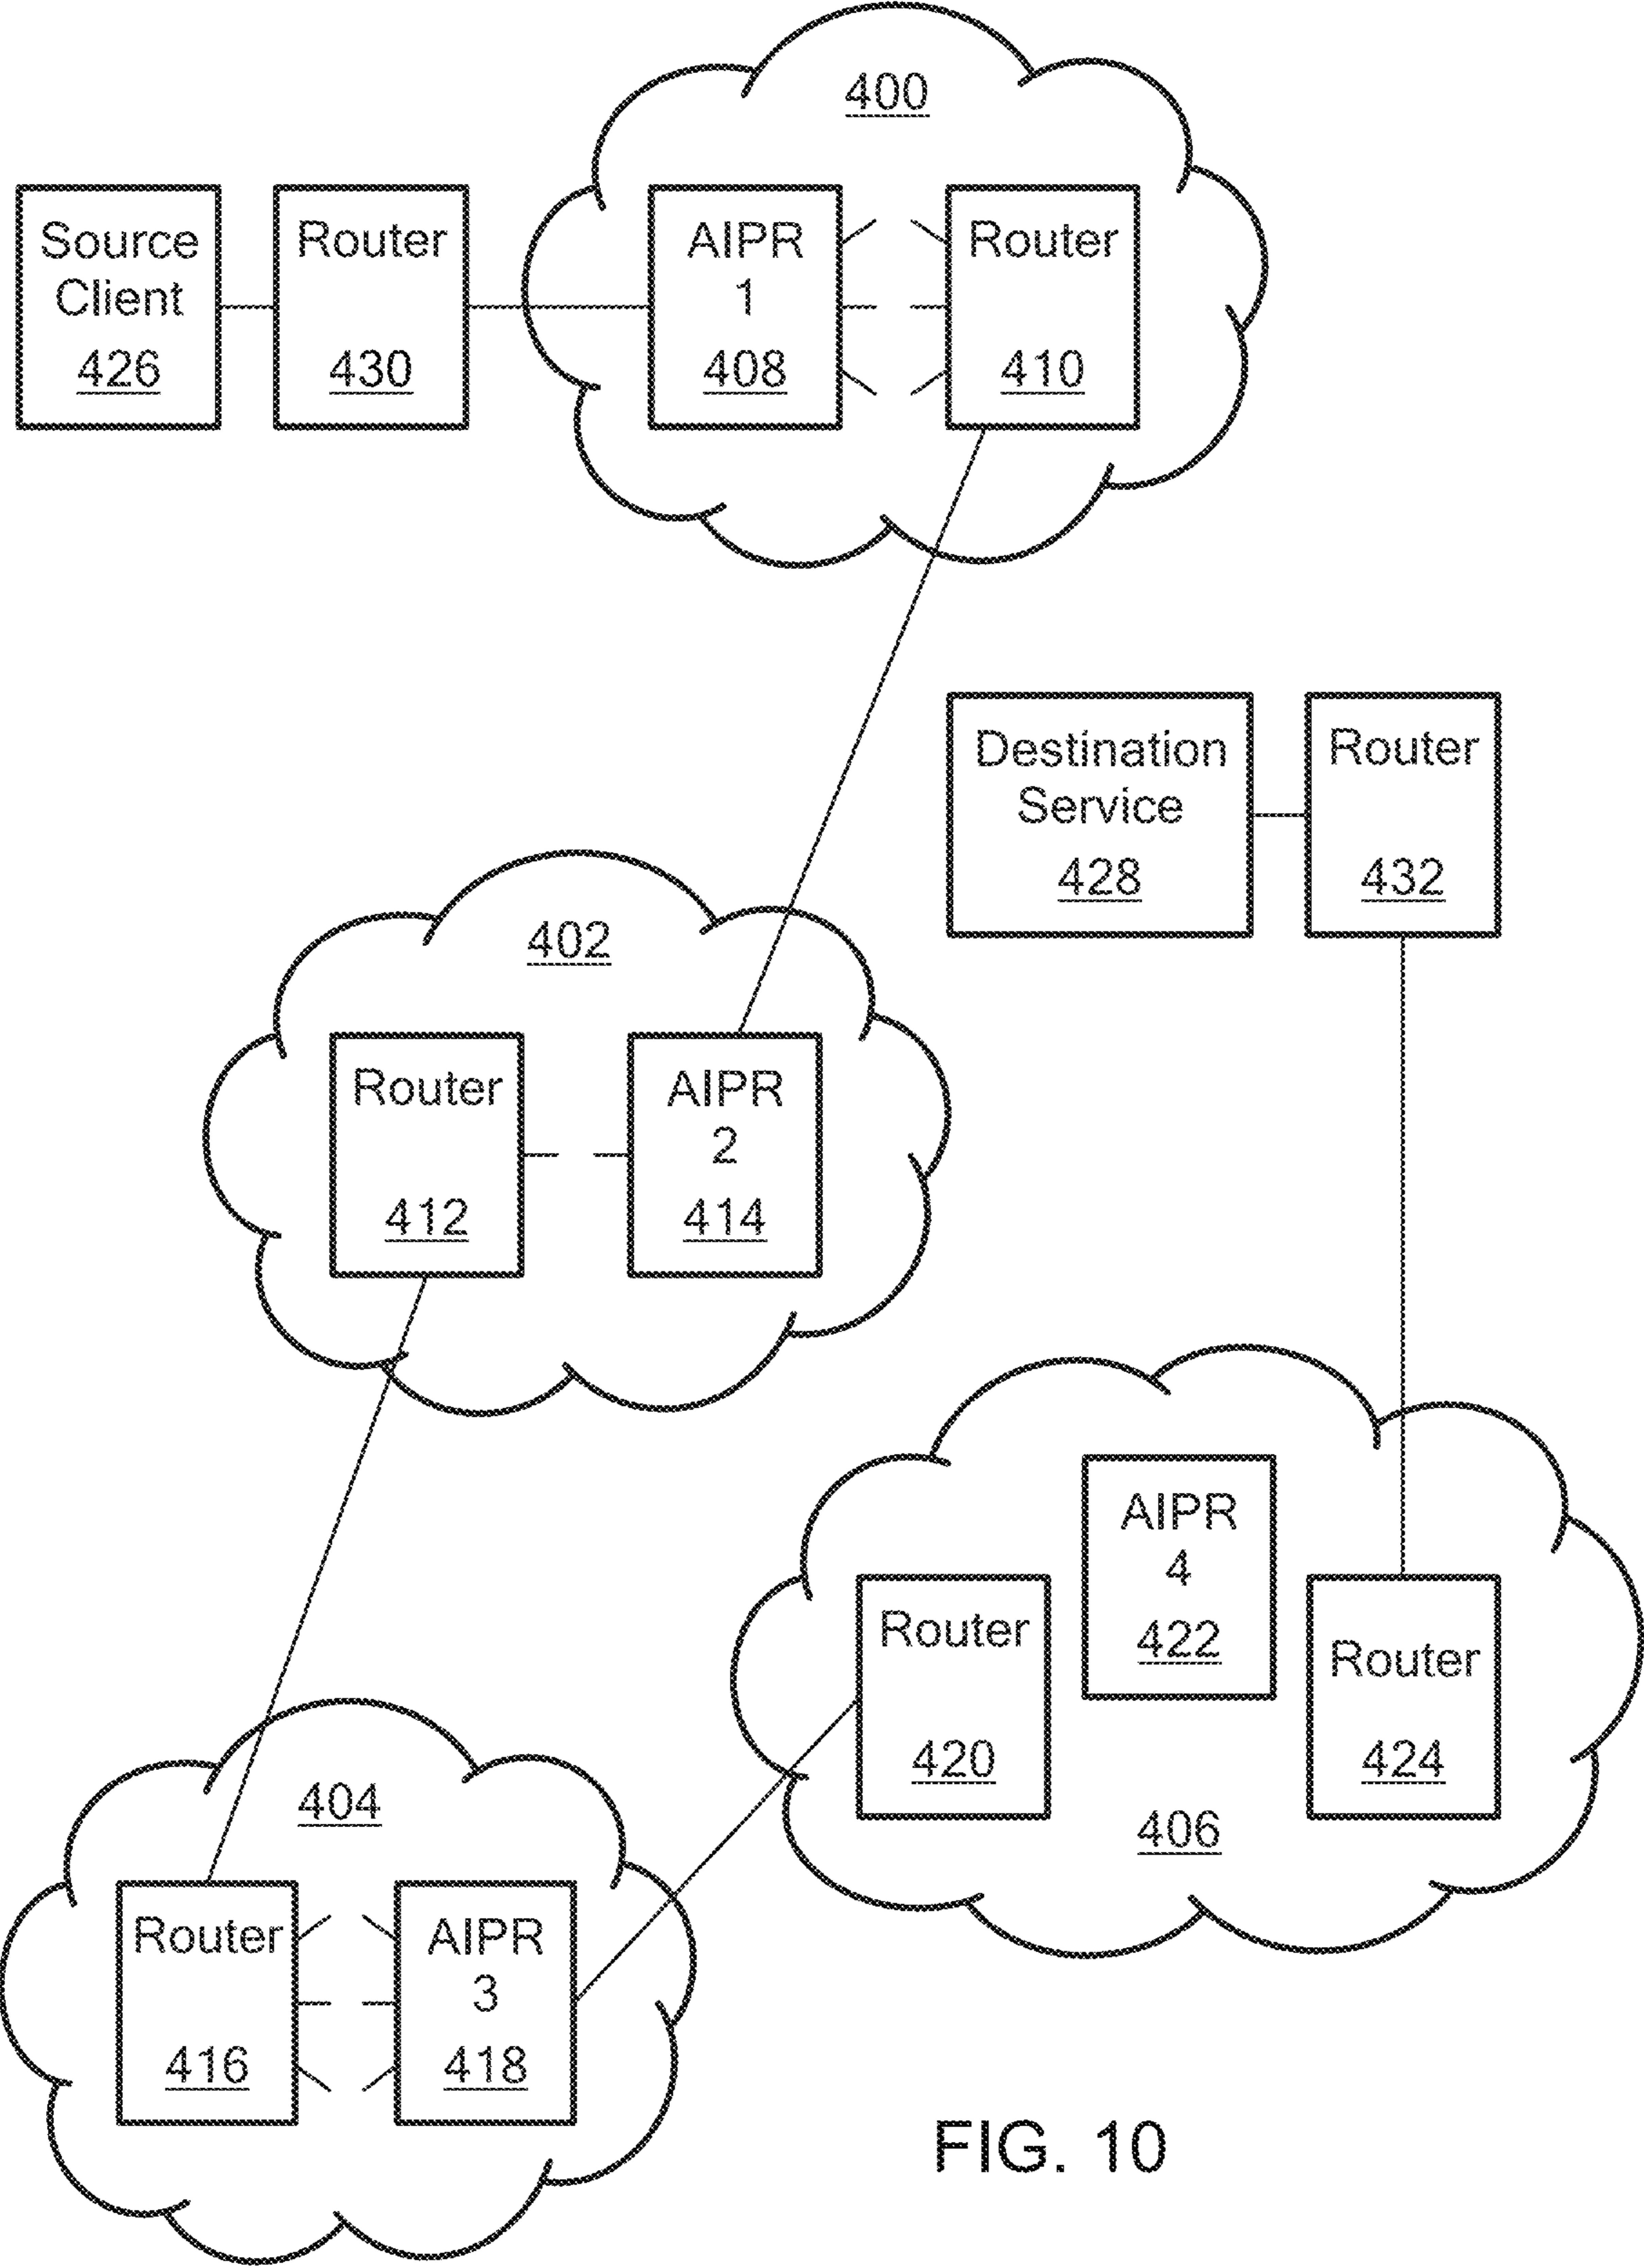 400
Source
Client
426
Router
430
AIPR
1
408
Router
410
Destination
Service
428
Router
432
402
Router
412
AIPR
2
414
AIPR
4
422
Router
420
Router
424
406
404
Router
416
AIPR
3
418
FIG. 10